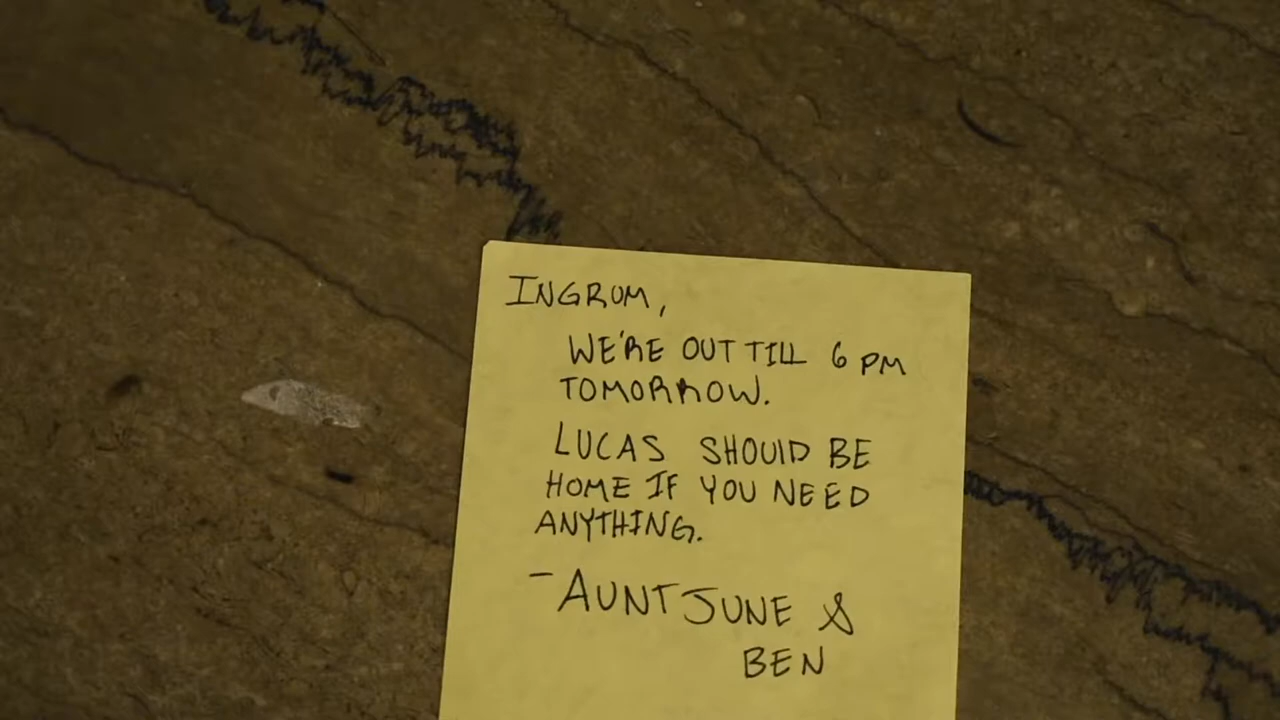 INGROM,
WE'RE OUT TILL 6 PM
TOMORROW.
LUCAS SHOULD BE
HOME IF YOU NEED
ANYTHING.
-AUNT JUNE &
BEN